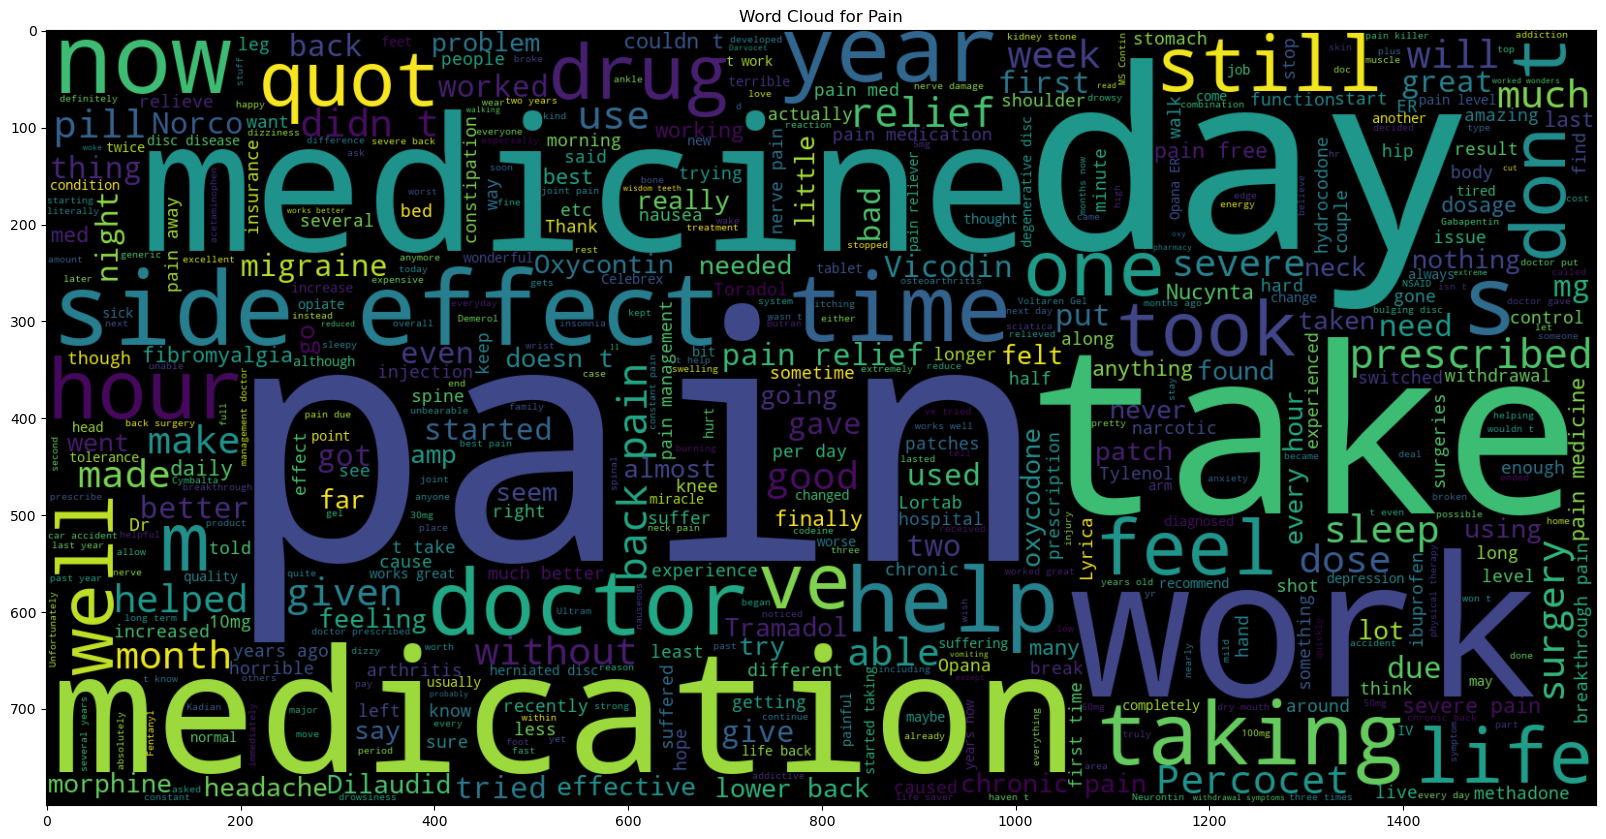 Word Cloud for Pain
0
100
200
300
400
500
600
700
now
leg
stuff
back
feet
problem
people
couldn t
developed
Darvocet
year
week
kidney stone
stomach
still
stop
skin
will
pain killer
plus
muscle
top
addiction
quot
worked
broke
drug
ankle
t work
terrible
love
pain med
nerve damage
read
MS Contin
first
job
doc
great
worked wonders
don t
definitely
relieve
happy
wear
two years
actually
relief
shoulder
drowsy
come
combination
function
start
ER
pain level
much
pill
Norco
want
dizziness
didn t
walking
kind
use
d
reaction
pain medication
5mg
Opana ER
walk
another
decided
amazing
type
last
thing
twice
disc disease
difference
severe back
everyone
especially
morning
working
new
medicine
day
pain free
hip
hr
result
find
condition
woke
insurance
ask
constipation
said
best
trying
nerve pain
little
bad
minute
body
cut
starting
literally
night
acetaminophen
works better
several
worst
bed
soon
way
fine
joint pain
bone
etc
wisdom teeth
really
nausea
wake
treatment
Thank
rest
pain reliever
thought
degenerative disc
months now
came
high
edge
energy
believe
hydrocodone
couple
tired
dosage
Gabapentin
cost
issue
med
amount
generic
pain away
excellent
anymore
wonderful
stopped
pharmacy
oxy
nothing
always
extreme
doctor put
called
later
migraine
today
expensive
Oxycontin
gets
Celebrex
needed
tablet
Vicodin
osteoarthritis
one
severe
neck
hard
change
NSAID
isn t
gone
mg
side effect
time
increase
opiate
instead
reduced
everyday
Demerol
overall
insomnia
kept
Toradol
system
wasn t
Butran
itching
either
Voltaren Gel
next day
sciatica
relieved
put
months ago
Nucynta
took
taken
bulging disc
need
doctor gave
control
let
someone
s
sick
next
go
sleepy
wrist
though
unable
fibromyalgia
although
even
injection
keep
doesn t
ll
case
bit
t help
swelling
pain management
pain relief
extremely
reduce
longer
felt
along
half
anything
found
prescribed
switched
withdrawal
hour
full
end
spine
unbearable
constant pain
hurt
sometime
going
never
narcotic
stay
experienced
head
back surgery
management doctor
pain due
family
started
best pain
burning
gave
ve tried
works well
tell
patches
pretty
take
helping
wouldn t
second
went
tolerance
make
effect
point
got
see
amp
back pain
almost
good
per day
lasted
used
patch
Tylenol
arm
became
anxiety
every hour
deal
broken
surgeries
enough
pain medicine
made
daily
Cymbalta
breakthrough
joint
anyone
seem
right
spinal
knee
miracle
changed
Lortab
oxycodone
prescription
prescribe
better
far
gel
30mg
place
pain
suffer
neck pain
finally
codeine
worse
three
hospital
received
two
injury
diagnosed
ended
t even
possible
sleep
using
home
well
Dr
product
car accident
last year
helpful
m
told
allow
t take
cause
quality
past year
nerve
quite
works great
much better
experience
ve
chronic
worked great
Lyrica
feel
years old
yr
recommend
dose
shot
depression
ibuprofen
physical therapy
long
level
won t
surgery
breakthrough pain
helped
long term
10mg
given
feeling
Ultram
doctor
doctor prescribed
nauseous
began
noticed
Tramadol
help
wish
low
work
accident
hand
mild
nearly
something
quickly
lot
Unfortunately
increased
month
years ago
horrible
others
dizzy
worth
arthritis
without
herniated disc
reason
least
past
try
different
able
suffering
vomiting
including
Opana
except
many
break
due
done
may
think
t know
pay
usually
probably
several years
absolutely
Kadian
Fentanyl
normal
immediately
major
move
left
say
period
know
every
sure
recently
within
less
foot
yet
fast
strong
suffered
hope
getting
continue
give
life back
painful
maybe
already
started taking
years now
everything
first time
60mg
area
completely
truly
dry mouth
100mg
around
IV
50mg
severe pain
chronic back
part
symptom
medication
taking
life
morphine
asked
constant
headache
drowsiness
Dilaudid
tried
effective
addictive
lower back
caused
life saver
chronic pain
haven t
Neurontin
Percocet
withdrawal symptoms
three times
live
every day
methadone
0
200
400
600
800
1000
1200
1400